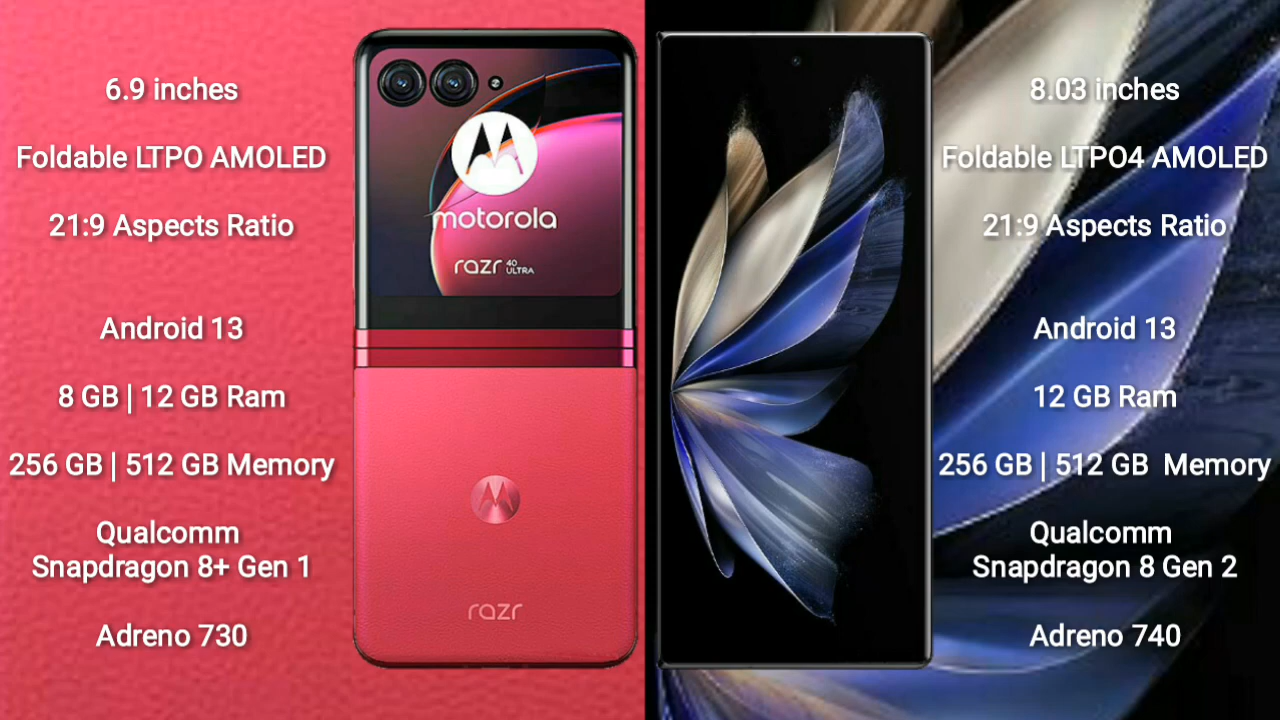 6.9 inches
Foldable LTPO AMOLED
21:9 Aspects Ratio
Android 13
8 GB | 12 GB Ram
256 GB | 512 GB Memory
Qualcomm
Snapdragon 8+ Gen 1
Adreno 730
motorola
razr 40 ULTRA
razr
8.03 inches
Foldable LTPO4 AMOLED
21:9 Aspects Ratio
Android 13
12 GB Ram
256 GB | 512 GB  Memory
Qualcomm
Snapdragon 8 Gen 2
Adreno 740